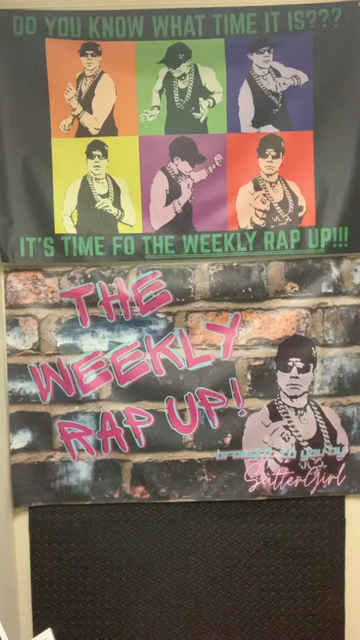 DO YOU KNOW WHAT TIME IT IS???
IT'S TIME FO THE WEEKLY RAP UP!!!
THE
WEEKLY
RAP UP!
brought to you by
SutterGirl